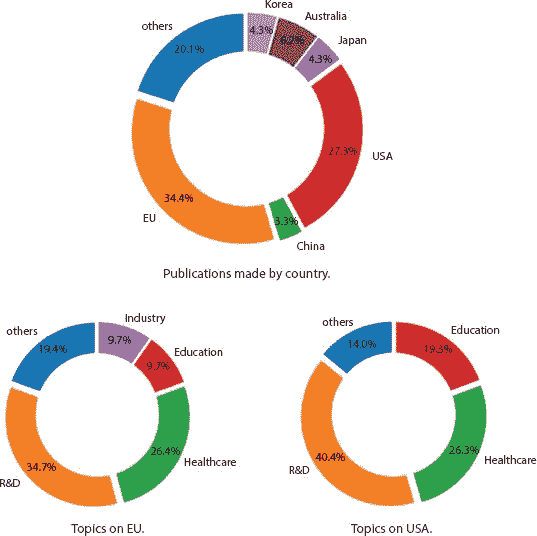 Korea
4.3%
Australia
Japan
4.3%
others
20.1%
27.3%
USA
34.4%
EU
3.3%
China
Publications made by country.
Industry
9.7%
others
19.4%
Education
9.7%
26.4%
Healthcare
34.7%
R&D
Topics on EU.
others
14.0%
Education
19.3%
40.4%
R&D
26.3%
Healthcare
Topics on USA.